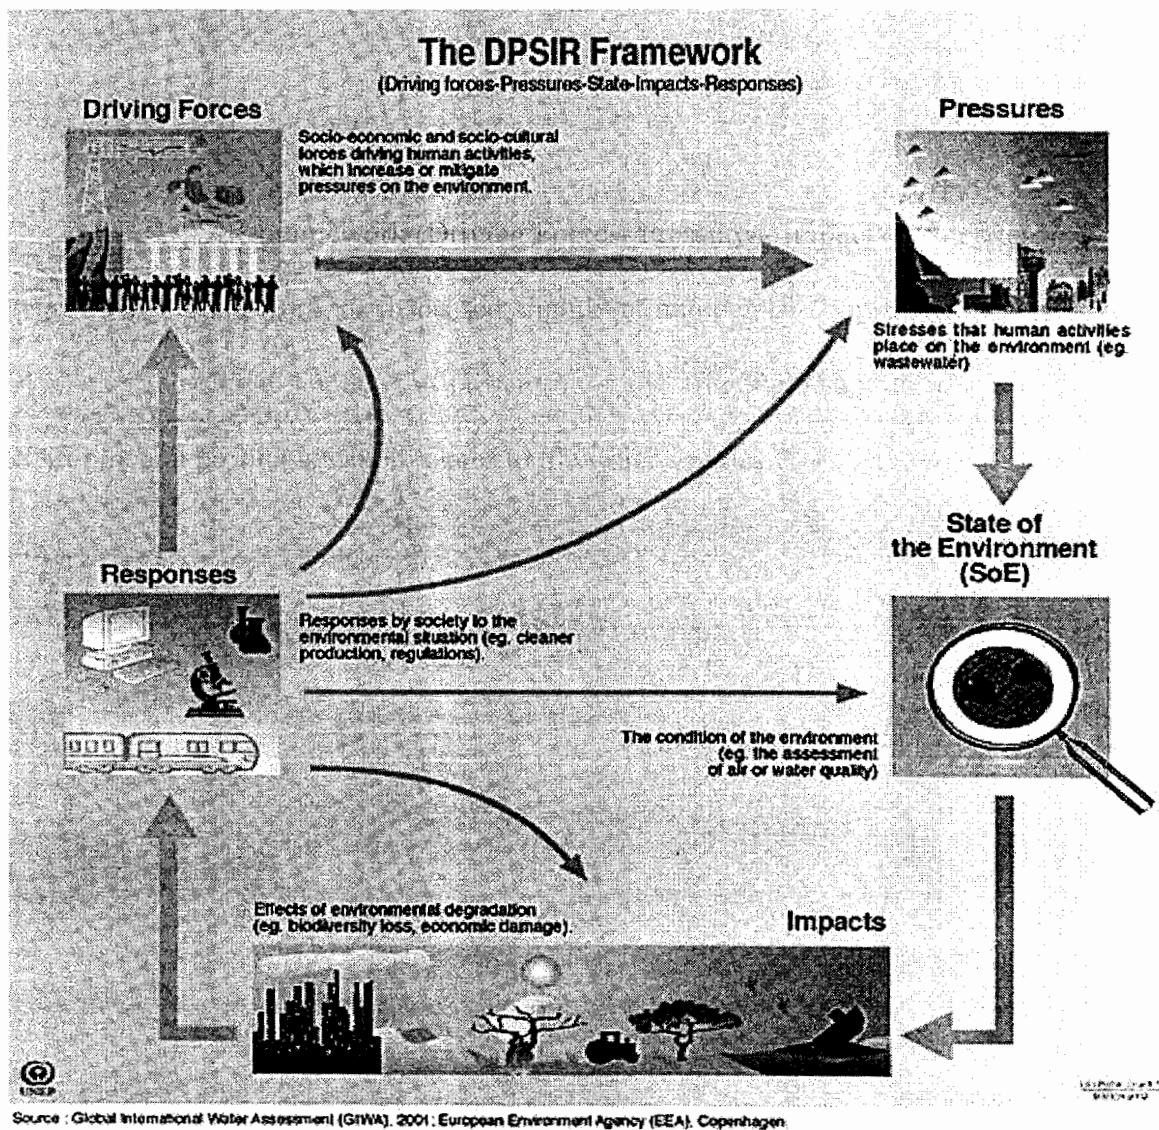 The DPSIR Framework
(Driving forces-Pressures-State-Impacts-Responses)
Driving Forces
Socio-economic and socio-cultural
forces driving human activities,
which increase or mitigate
pressures on the environment.
Pressures
Stresses that human activities
place on the environment (eg.
wastewater)
State of
the Environment
(SoE)
Responses
Responses by society to the
environmental situation (eg. cleaner
production, regulations).
The condition of the environment
(eg. the assessment
of air or water quality)
Effects of environmental degradation
(eg. biodiversity loss, economic damage).
Impacts
UNEP
Source : Global International Water Assessment (GIWA), 2001; European Environment Agency (EEA), Copenhagen